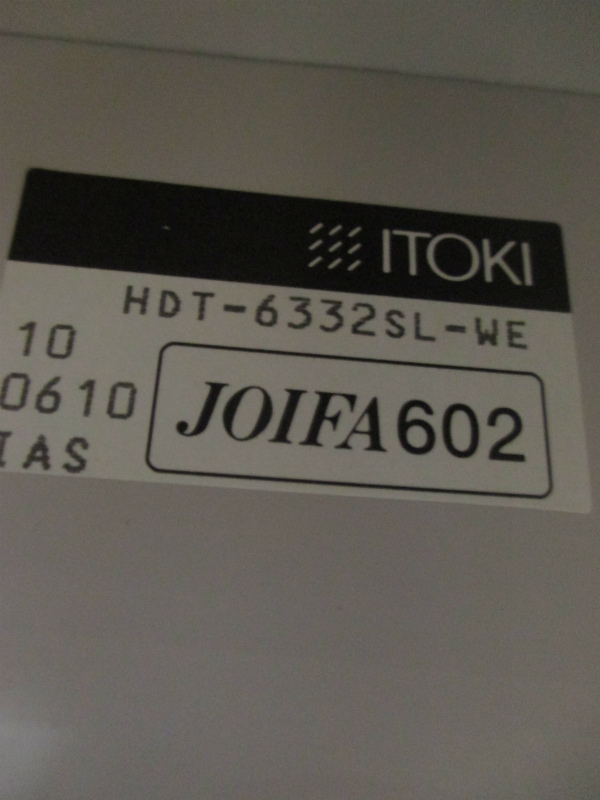 ITOKI
HDT-6332SL-WE
10
0610
IAS
JOIFA602